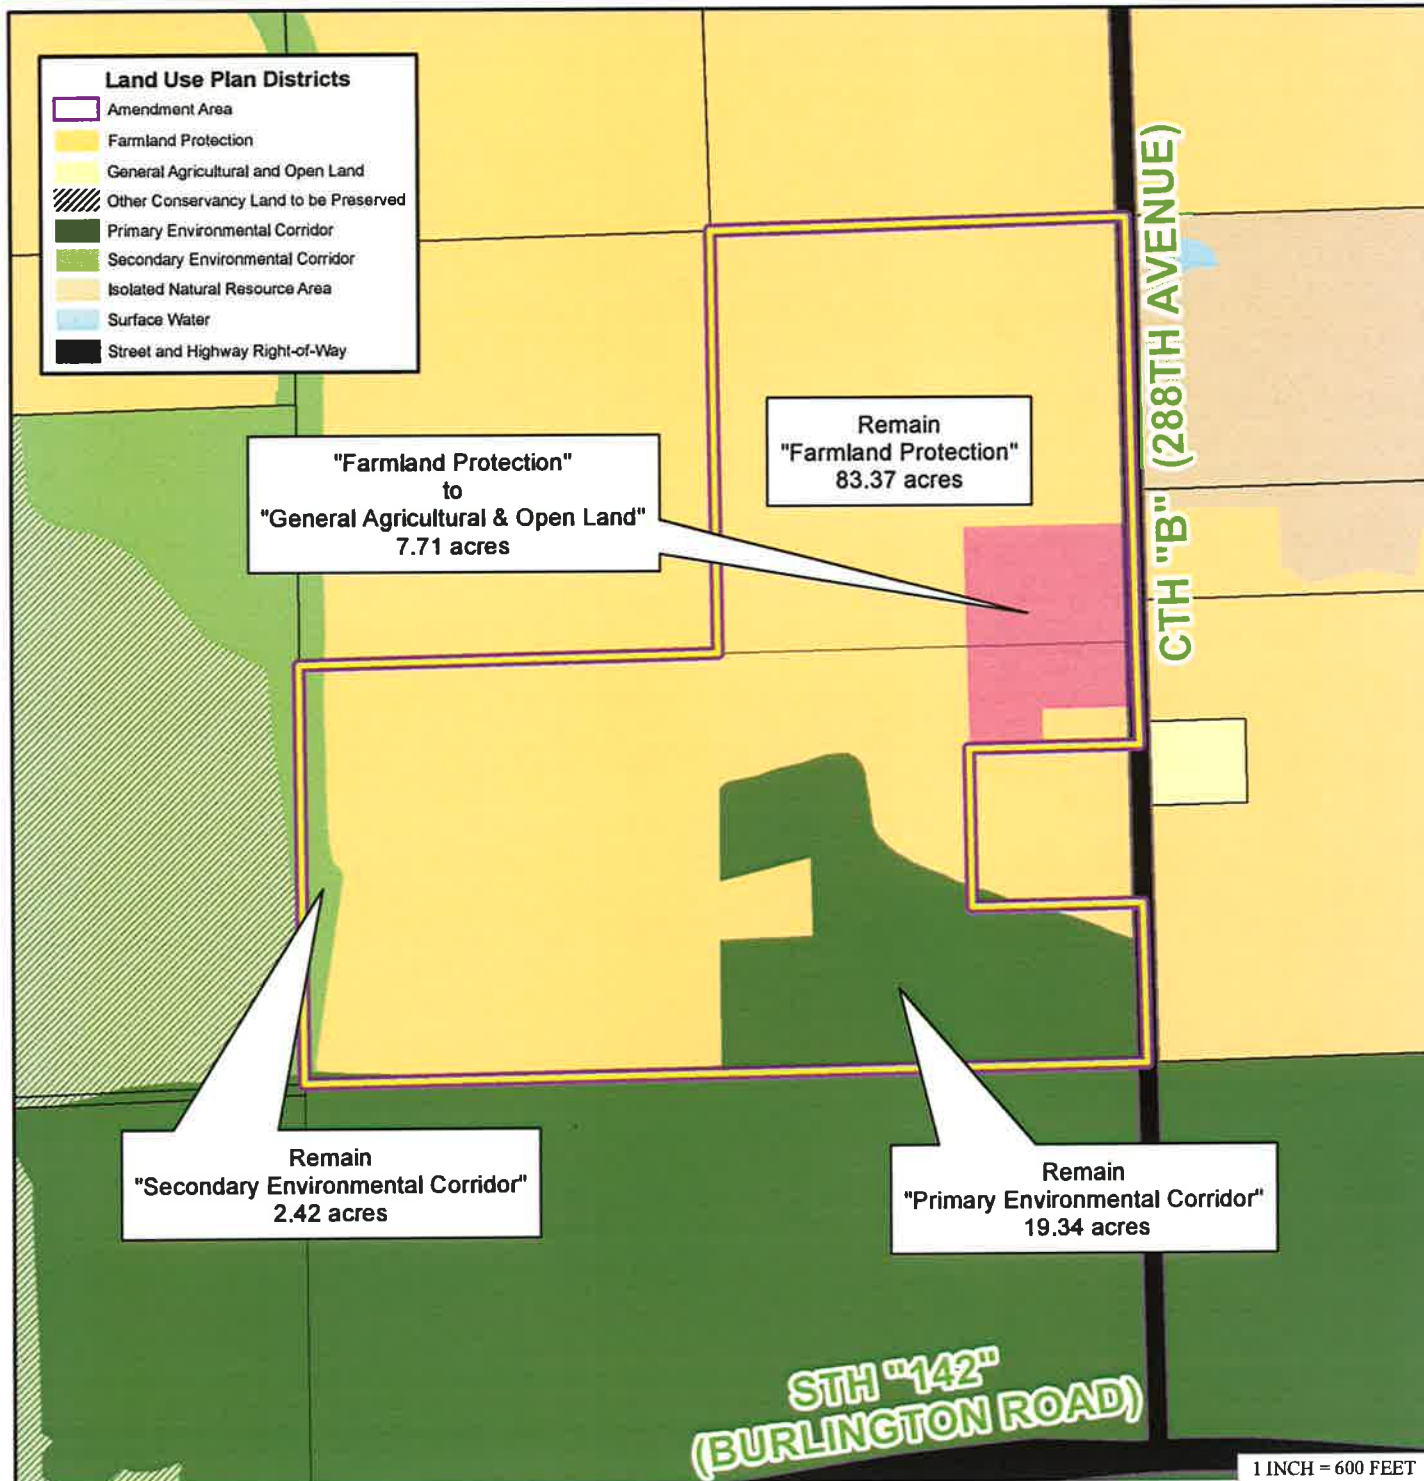 Land Use Plan Districts
Amendment Area
Farmland Protection
General Agricultural and Open Land
Other Conservancy Land to be Preserved
Primary Environmental Corridor
Secondary Environmental Corridor
Isolated Natural Resource Area
Surface Water
Street and Highway Right-of-Way
CTH "B" (288TH AVENUE)
Remain
"Farmland Protection"
83.37 acres
"Farmland Protection"
to
"General Agricultural & Open Land"
7.71 acres
Remain
"Secondary Environmental Corridor"
2.42 acres
Remain
"Primary Environmental Corridor"
19.34 acres
STH "142"
(BURLINGTON ROAD)
1 INCH = 600 FEET